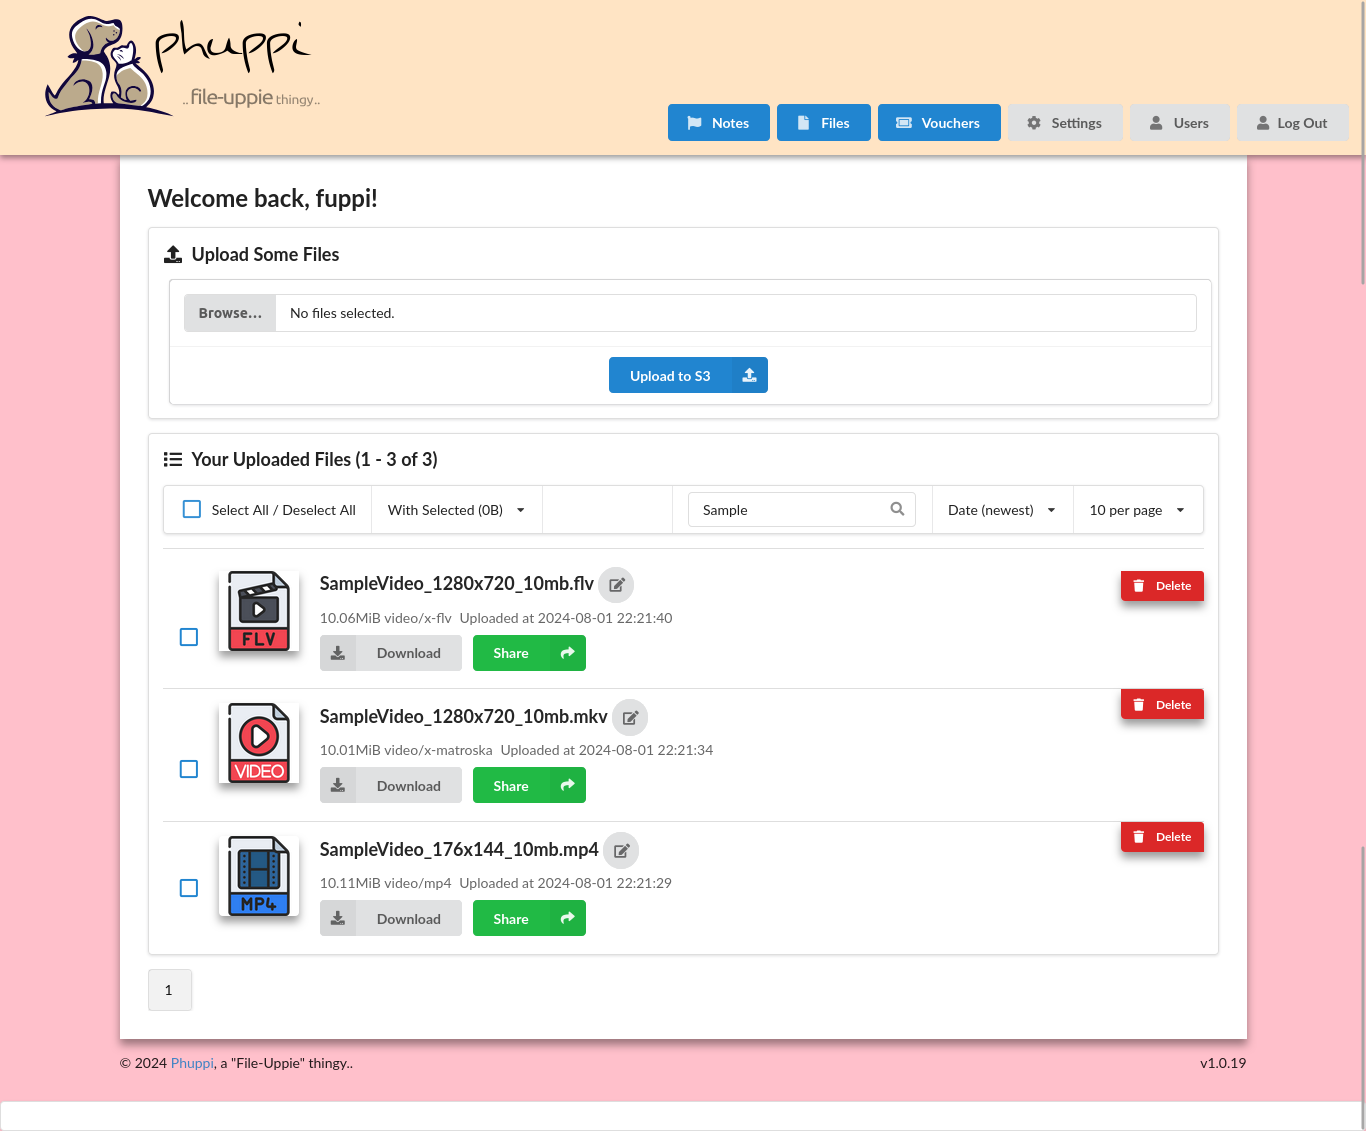 phuppi
..file-uppie thingy..
Notes Files Vouchers Settings Users Log Out
Welcome back, fuppi!
Upload Some Files
Browse... No files selected.
Upload to S3
Your Uploaded Files (1 - 3 of 3)
Select All / Deselect All With Selected (0B) Sample Date (newest) 10 per page
SampleVideo_1280x720_10mb.flv
Delete
FLV
10.06MiB video/x-flv Uploaded at 2024-08-01 22:21:40
Download Share
SampleVideo_1280x720_10mb.mkv
Delete
VIDEO
10.01MiB video/x-matroska Uploaded at 2024-08-01 22:21:34
Download Share
SampleVideo_176x144_10mb.mp4
Delete
MP4
10.11MiB video/mp4 Uploaded at 2024-08-01 22:21:29
Download Share
1
© 2024 Phuppi, a "File-Uppie" thingy.. v1.0.19